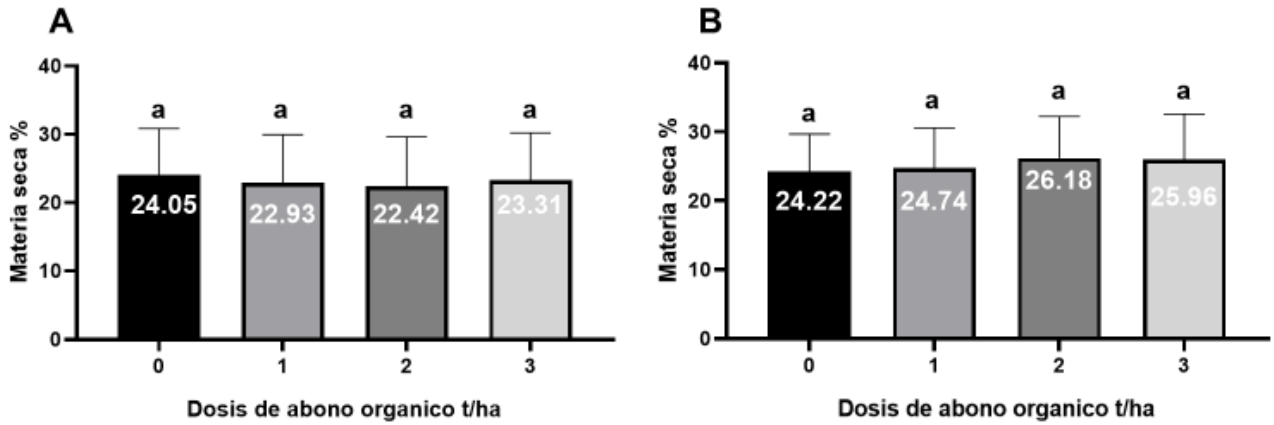 A
Materia seca %
40
30
20
10
0
a a a a
24.05 22.93 22.42 23.31
0 1 2 3
Dosis de abono organico t/ha
B
Materia seca %
40
30
20
10
0
a a a a
24.22 24.74 26.18 25.96
0 1 2 3
Dosis de abono organico t/ha